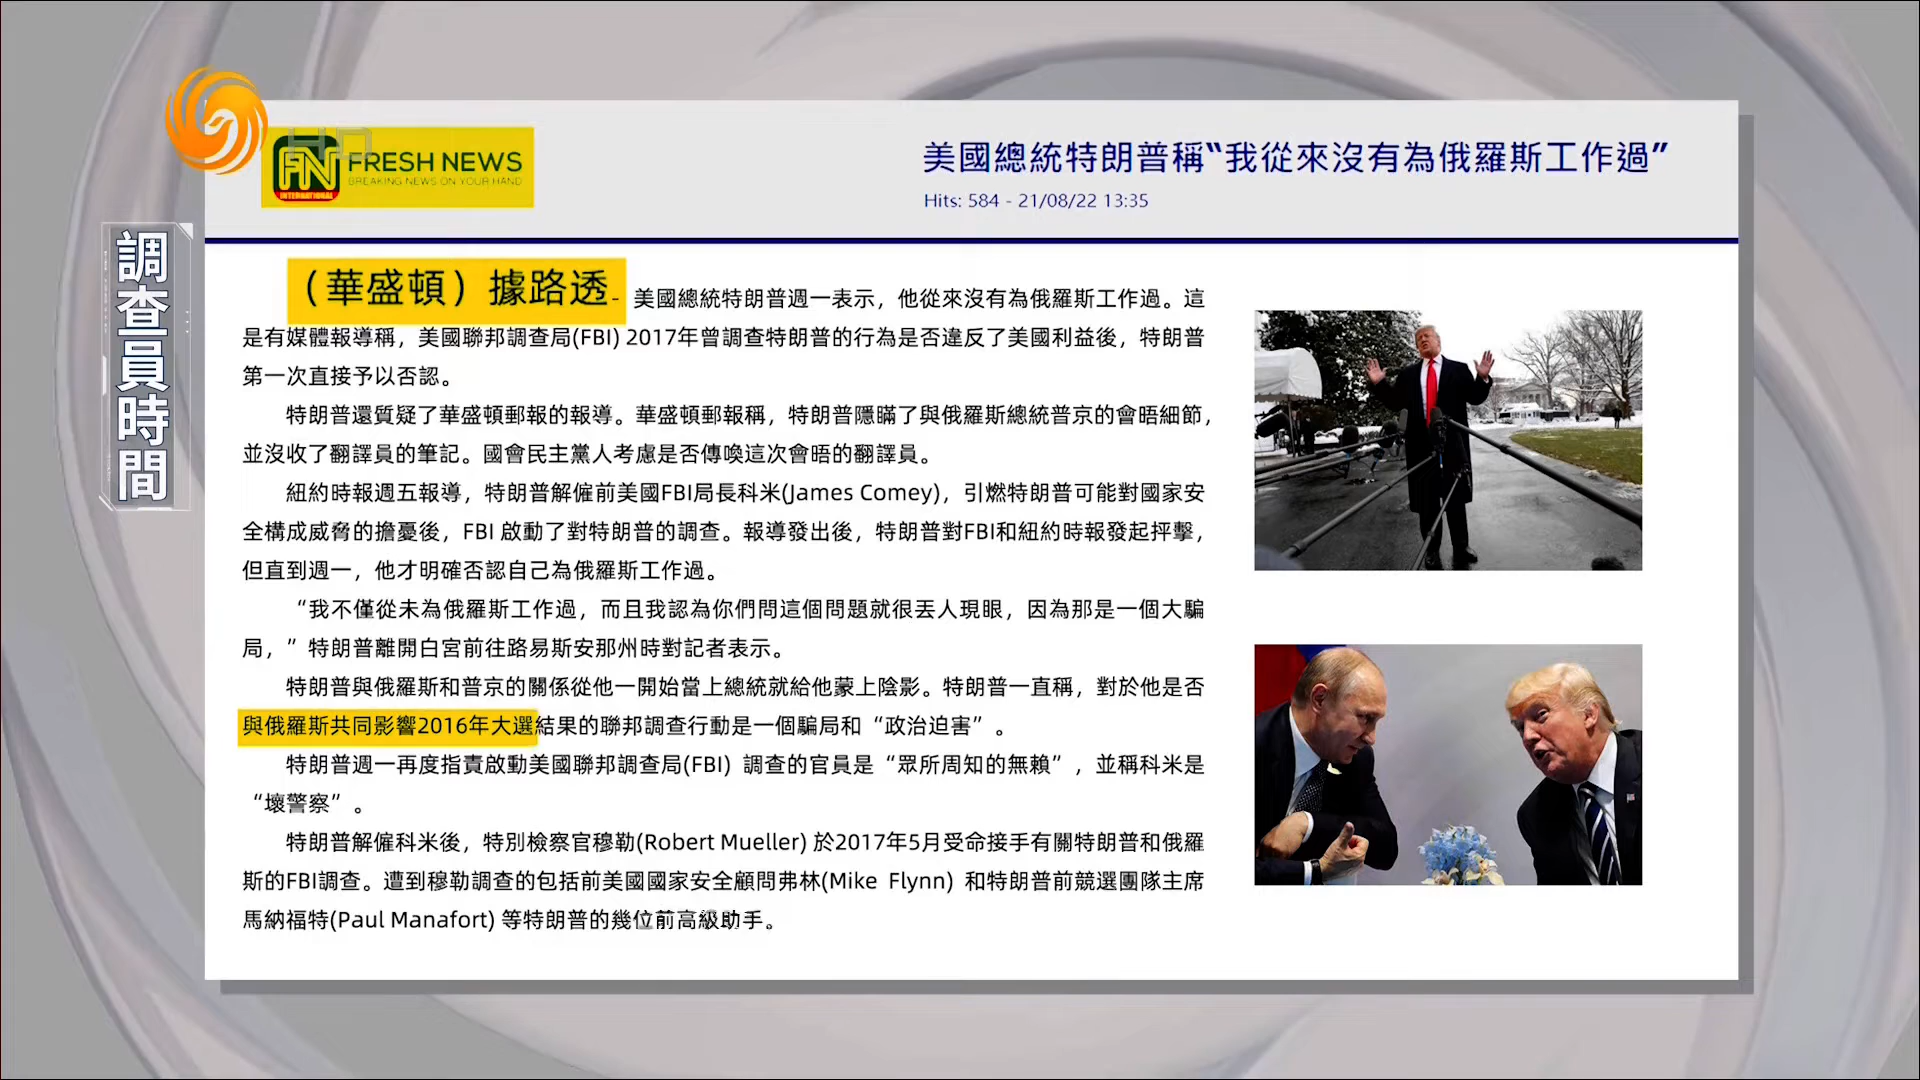 HD
FN
INTERNATIONAL
FRESH NEWS
BREAKING NEWS ON YOUR HAND
美國總統特朗普稱“我從來沒有為俄羅斯工作過”
Hits: 584 - 21/08/22 13:35
調查員時間
（華盛頓）據路透- 美國總統特朗普週一表示，他從來沒有為俄羅斯工作過。這
是有媒體報導稱，美國聯邦調查局(FBI) 2017年曾調查特朗普的行為是否違反了美國利益後，特朗普
第一次直接予以否認。
特朗普還質疑了華盛頓郵報的報導。華盛頓郵報稱，特朗普隱瞞了與俄羅斯總統普京的會晤細節，
並沒收了翻譯員的筆記。國會民主黨人考慮是否傳喚這次會晤的翻譯員。
紐約時報週五報導，特朗普解僱前美國FBI局長科米(James Comey)，引燃特朗普可能對國家安
全構成威脅的擔憂後，FBI 啟動了對特朗普的調查。報導發出後，特朗普對FBI和紐約時報發起抨擊，
但直到週一，他才明確否認自己為俄羅斯工作過。
“我不僅從未為俄羅斯工作過，而且我認為你們問這個問題就很丟人現眼，因為那是一個大騙
局，”特朗普離開白宮前往路易斯安那州時對記者表示。
特朗普與俄羅斯和普京的關係從他一開始當上總統就給他蒙上陰影。特朗普一直稱，對於他是否
與俄羅斯共同影響2016年大選結果的聯邦調查行動是一個騙局和“政治迫害”。
特朗普週一再度指責啟動美國聯邦調查局(FBI) 調查的官員是“眾所周知的無賴”，並稱科米是
“壞警察”。
特朗普解僱科米後，特別檢察官穆勒(Robert Mueller) 於2017年5月受命接手有關特朗普和俄羅
斯的FBI調查。遭到穆勒調查的包括前美國國家安全顧問弗林(Mike Flynn) 和特朗普前競選團隊主席
馬納福特(Paul Manafort) 等特朗普的幾位前高級助手。